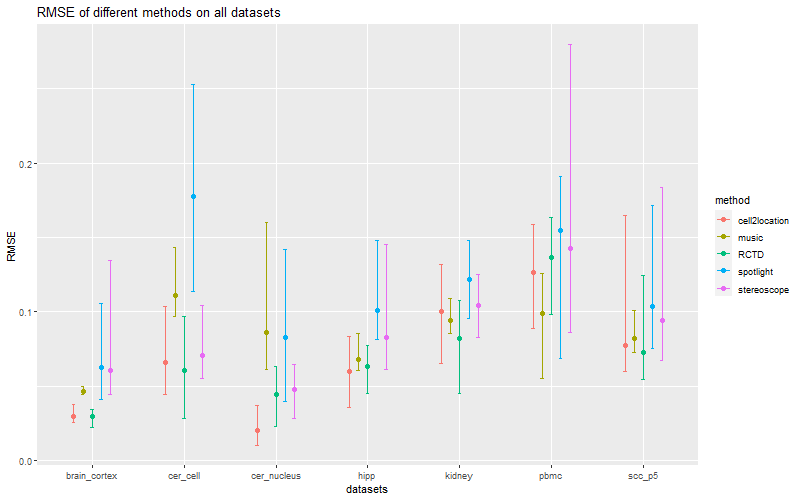 RMSE of different methods on all datasets
RMSE
0.2
0.1
0.0
brain_cortex cer_cell cer_nucleus hipp kidney pbmc scc_p5
datasets
method
cell2location
music
RCTD
spotlight
stereoscope